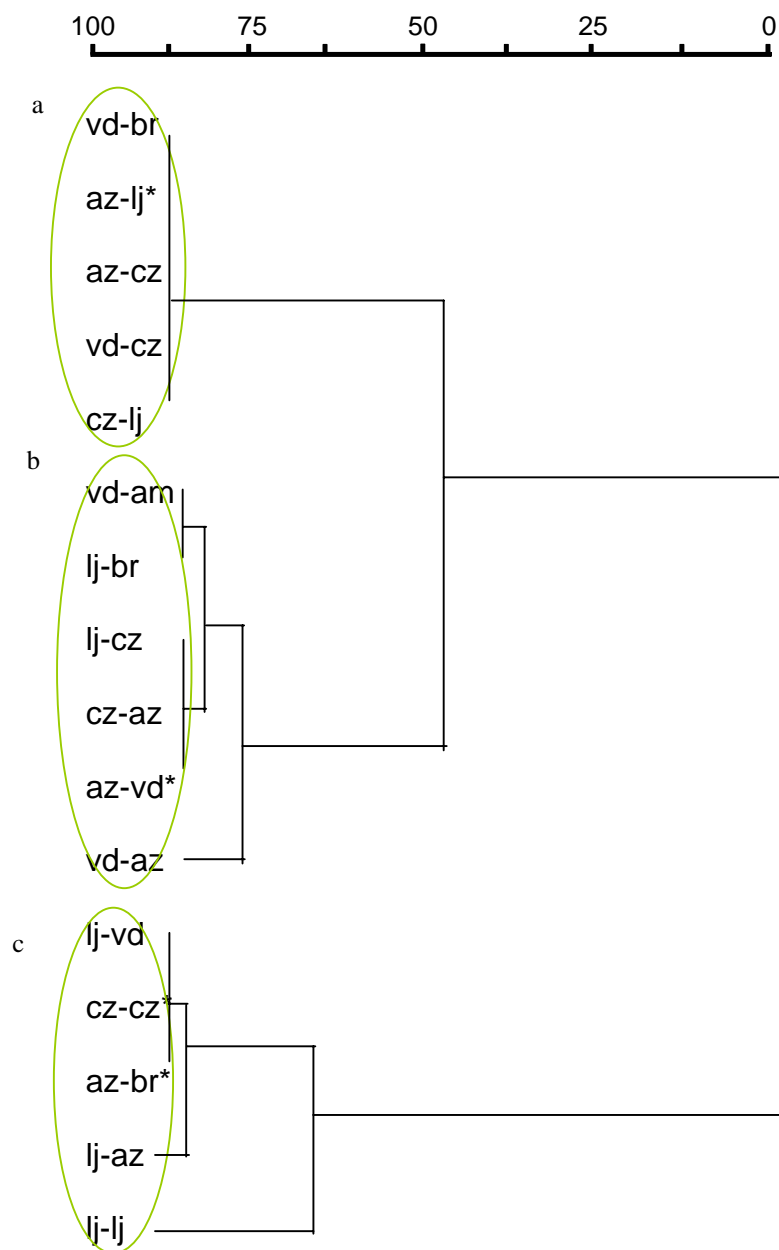 100 75 50 25 0
a
vd-br
az-lj*
az-cz
vd-cz
cz-lj
b
vd-am
lj-br
lj-cz
cz-az
az-vd*
vd-az
c
lj-vd
cz-cz*
az-br*
lj-az
lj-lj